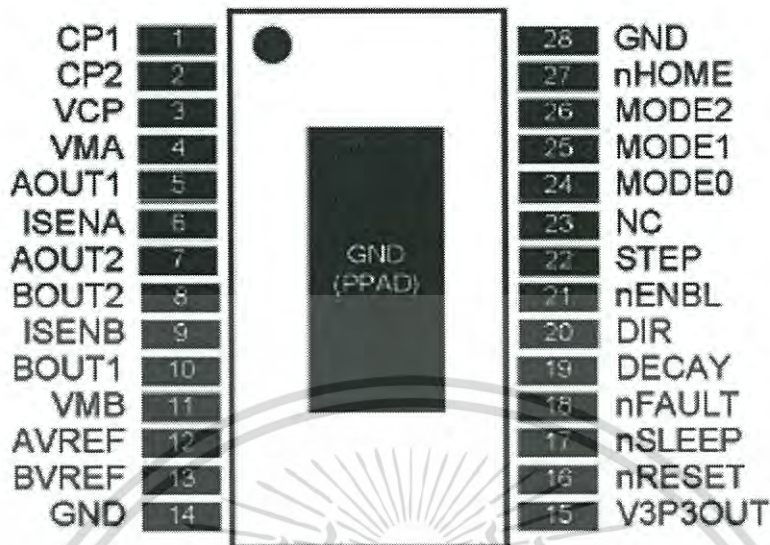 CP1 1 28 GND
CP2 2 27 nHOME
VCP 3 26 MODE2
VMA 4 25 MODE1
AOUT1 5 24 MODE0
ISENA 6 23 NC
AOUT2 7 22 STEP
BOUT2 8 21 nENBL
ISENB 9 20 DIR
BOUT1 10 19 DECAY
VMB 11 18 nFAULT
AVREF 12 17 nSLEEP
BVREF 13 16 nRESET
GND 14 15 V3P3OUT
GND
(PPAD)